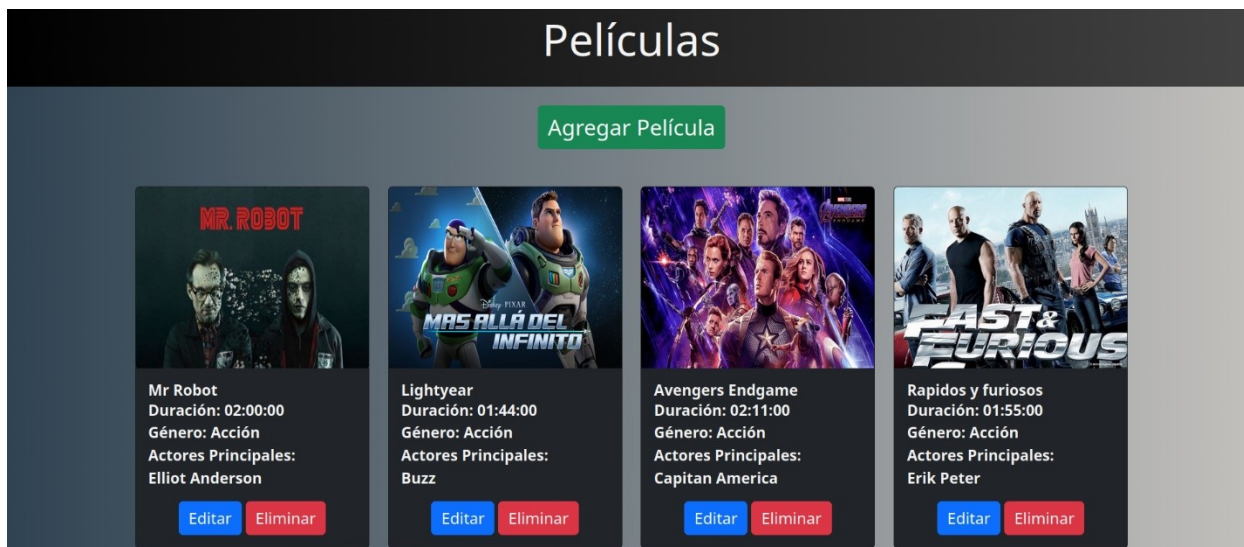 Películas
Agregar Película
MR. ROBOT
Mr Robot
Duración: 02:00:00
Género: Acción
Actores Principales:
Elliot Anderson
Editar Eliminar
Disney PIXAR
MAS ALLÁ DEL
INFINITO
Lightyear
Duración: 01:44:00
Género: Acción
Actores Principales:
Buzz
Editar Eliminar
AVENGERS
ENDGAME
Avengers Endgame
Duración: 02:11:00
Género: Acción
Actores Principales:
Capitan America
Editar Eliminar
FAST &
FURIOUS
Rapidos y furiosos
Duración: 01:55:00
Género: Acción
Actores Principales:
Erik Peter
Editar Eliminar